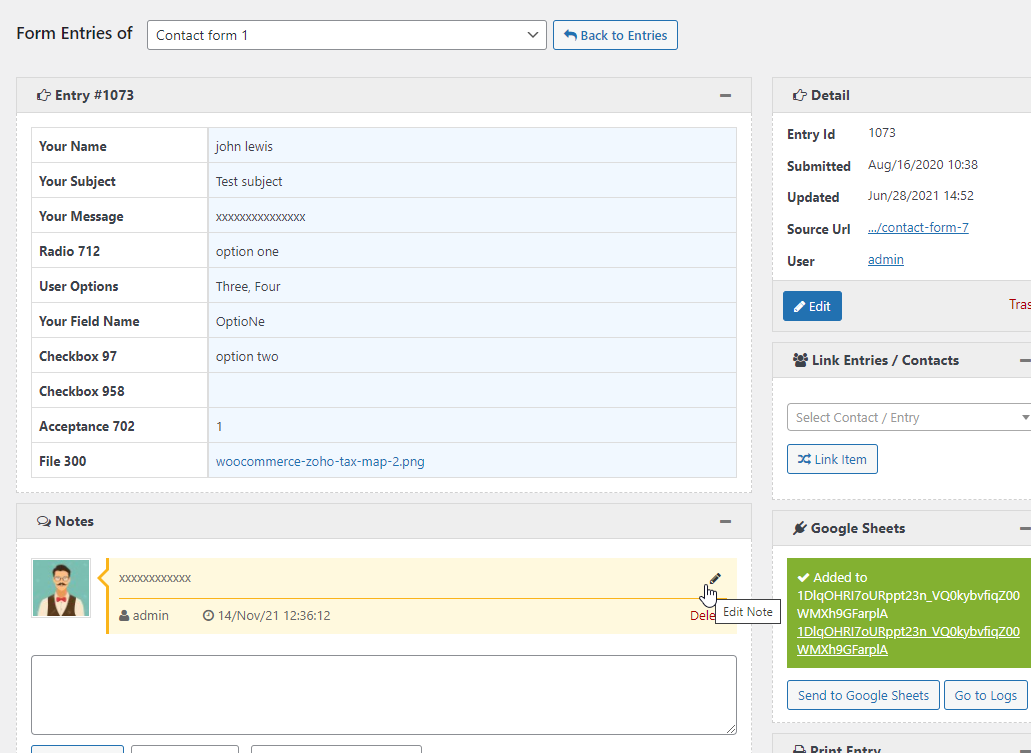 Form Entries of
Contact form 1
Back to Entries
Entry #1073
Your Name john lewis
Your Subject Test subject
Your Message xxxxxxxxxxxxxxx
Radio 712 option one
User Options Three, Four
Your Field Name OptioNe
Checkbox 97 option two
Checkbox 958
Acceptance 702 1
File 300 woocommerce-zoho-tax-map-2.png
Notes
xxxxxxxxxxxx
admin 14/Nov/21 12:36:12 Dele
Edit Note
Detail
Entry Id 1073
Submitted Aug/16/2020 10:38
Updated Jun/28/2021 14:52
Source Url .../contact-form-7
User admin
Edit Tras
Link Entries / Contacts
Select Contact / Entry
Link Item
Google Sheets
Added to
1DlqOHRI7oURppt23n_VQ0kybvfiqZ00
WMXh9GFarplA
1DlqOHRI7oURppt23n_VQ0kybvfiqZ00
WMXh9GFarplA
Send to Google Sheets Go to Logs
Print Entry